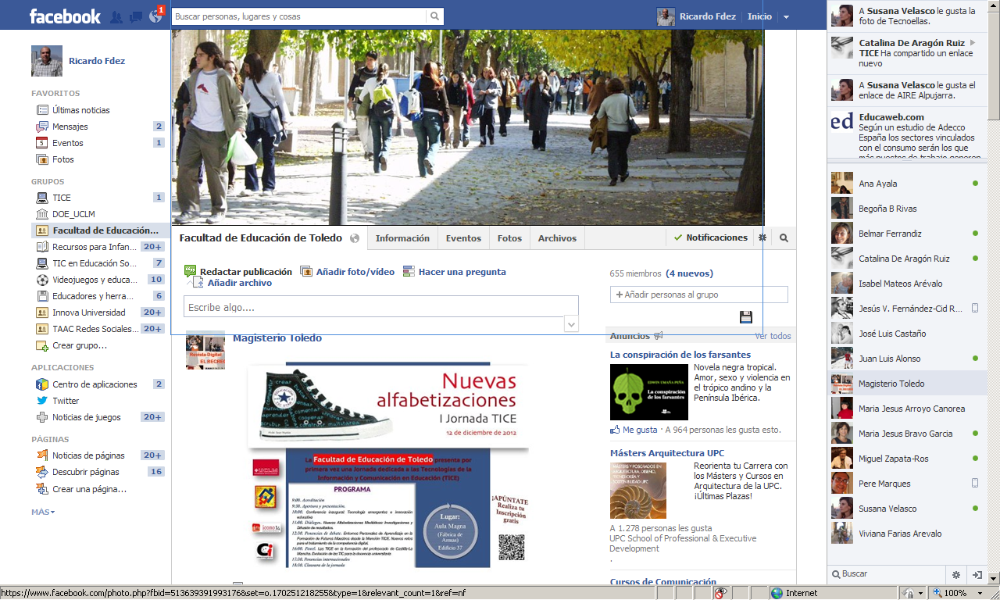 facebook
1
Buscar personas, lugares y cosas
Ricardo Fdez
Inicio
Ricardo Fdez
FAVORITOS
Últimas noticias
Mensajes 2
Eventos 1
Fotos
GRUPOS
TICE 1
DOE_UCLM
Facultad de Educación...
Recursos para Infan... 20+
TIC en Educación So... 7
Videojuegos y educa... 10
Educadores y herra... 6
Innova Universidad 20+
TAAC Redes Sociales... 20+
Crear grupo...
APLICACIONES
Centro de aplicaciones 2
Twitter
Noticias de juegos 20+
PÁGINAS
Noticias de páginas 20+
Descubrir páginas 16
Crear una página...
MÁS
Facultad de Educación de Toledo
Información
Eventos
Fotos
Archivos
Notificaciones
Redactar publicación
Añadir foto/vídeo
Hacer una pregunta
Añadir archivo
Escribe algo....
655 miembros (4 nuevos)
+ Añadir personas al grupo
Magisterio Toledo
Nuevas
alfabetizaciones
I Jornada TICE
12 de diciembre de 2012
La Facultad de Educación de Toledo presenta por
primera vez una Jornada dedicada a las Tecnologías de la
Información y Comunicación en Educación (TICE)
PROGRAMA
9:00. Acreditación
9:30. Apertura y presentación.
10:00. Conferencia inaugural: Tecnología emergentes e innovación
educativa
11:00. Diálogos. Nuevas Alfabetizaciones Mediáticas: Investigaciones y
Difusión de resultados.
12:30. Ponencias de debate. Entornos Personales de Aprendizaje en la
Formación de Futuros Maestros desde la Mención TICE, Nuevos retos
para el tratamiento de la competencia digital.
16:00. Panel. Las TICE en la formación del profesorado de Castilla-La
Mancha. Evolución de las TIC para la docencia universitaria
17:30. Ponencias internacionales
18:30. Clausura de la jornada
Lugar:
Aula Magna
(Fábrica de
Armas)
Edificio 37
¡APÚNTATE
Realiza tu
Inscripción
gratis
Anuncios
Ver todos
La conspiración de los farsantes
Novela negra tropical.
Amor, sexo y violencia en
el trópico andino y la
Península Ibérica.
EDWIN UMAÑA PEÑA
La conspiración
de los farsantes
Me gusta · A 964 personas les gusta esto.
Másters Arquitectura UPC
Orienta tu carrera con
los Másters y Cursos en
Arquitectura de la UPC.
¡Últimas Plazas!
A 1.278 personas les gusta
UPC School of Professional & Executive
Development
.
Cursos de Comunicación
A Susana Velasco le gusta la
foto de Tecnoellas.
Catalina De Aragón Ruiz
TICE Ha compartido un enlace
nuevo
A Susana Velasco le gusta el
enlace de AIRE Alpujarra.
ed
Educaweb.com
Según un estudio de Adecco
España los sectores vinculados
con el consumo serán los que
más puestos de trabajo generen
Ana Ayala
Begoña B Rivas
Belmar Ferrandiz
Catalina De Aragón Ruiz
Isabel Mateos Arévalo
Jesús V. Fernández-Cid R...
José Luis Castaño
Juan Luis Alonso
Magisterio Toledo
Maria Del Arroyo Cañamares
Maria Jesus Bravo Garcia
Natalia R-R
Pedro Raposo Rivas
Susana Velasco
Teresa Farran Ovalo
Buscar
https://www.facebook.com/photo.php?fbid=513639391993317&set=o.170251218255&type=1&relevant_count=1&ref=nf
Internet
100%